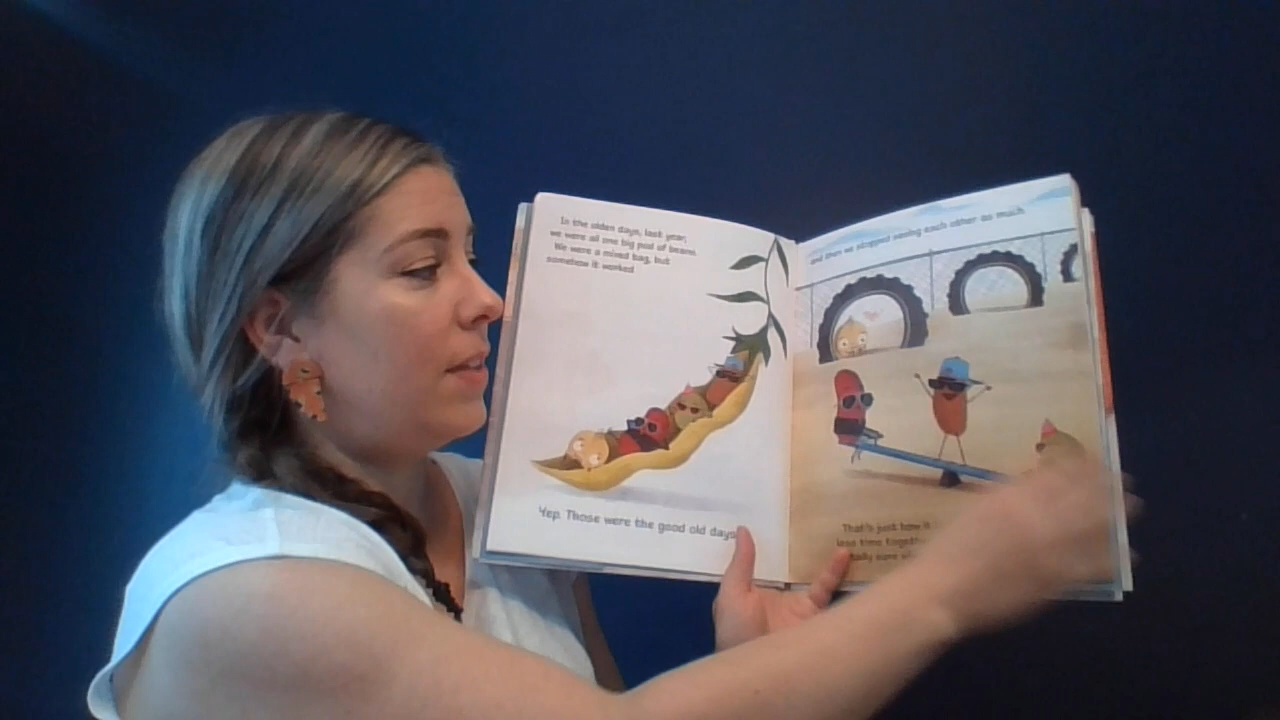 In the olden days, last year,
we were all one big pod of beans.
We were a mixed bag, but
somehow it worked
Yep. Those were the good old days
and then we stopped seeing each other so much
That's just how it
less time togeth